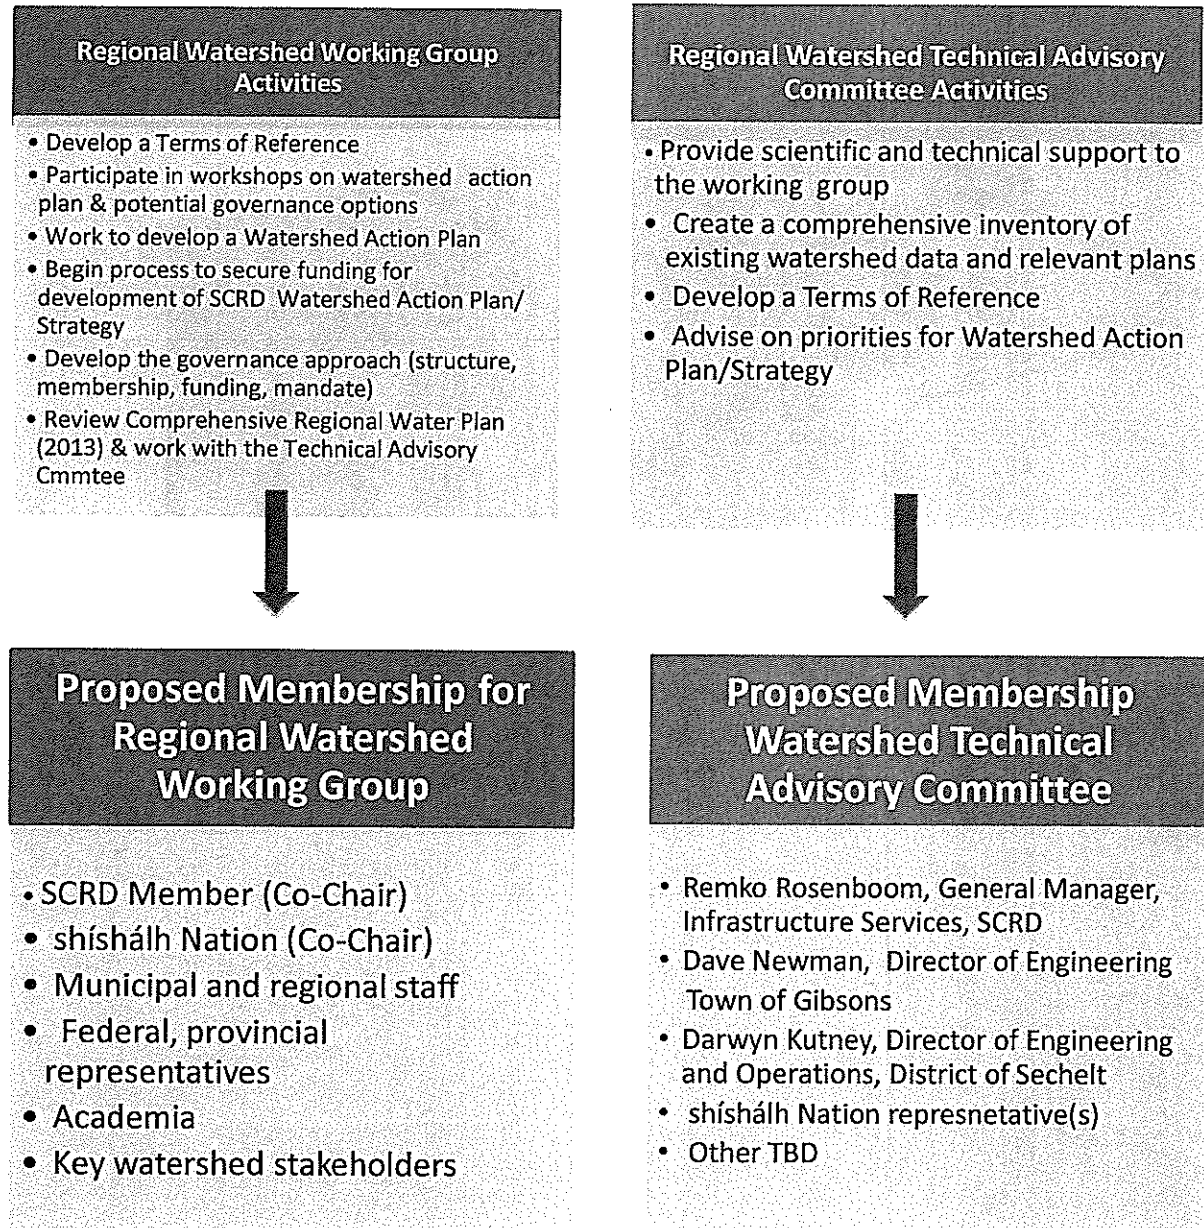 Regional Watershed Working Group
Activities
• Develop a Terms of Reference
• Participate in workshops on watershed action
plan & potential governance options
• Work to develop a Watershed Action Plan
• Begin process to secure funding for
development of SCRD Watershed Action Plan/
Strategy
• Develop the governance approach (structure,
membership, funding, mandate)
• Review Comprehensive Regional Water Plan
(2013) & work with the Technical Advisory
Cmmtee
Regional Watershed Technical Advisory
Committee Activities
• Provide scientific and technical support to
the working group
• Create a comprehensive inventory of
existing watershed data and relevant plans
• Develop a Terms of Reference
• Advise on priorities for Watershed Action
Plan/Strategy
Proposed Membership for
Regional Watershed
Working Group
• SCRD Member (Co-Chair)
• shíshálh Nation (Co-Chair)
• Municipal and regional staff
• Federal, provincial
representatives
• Academia
• Key watershed stakeholders
Proposed Membership
Watershed Technical
Advisory Committee
• Remko Rosenboom, General Manager,
Infrastructure Services, SCRD
• Dave Newman, Director of Engineering
Town of Gibsons
• Darwyn Kutney, Director of Engineering
and Operations, District of Sechelt
• shíshálh Nation represnetative(s)
• Other TBD